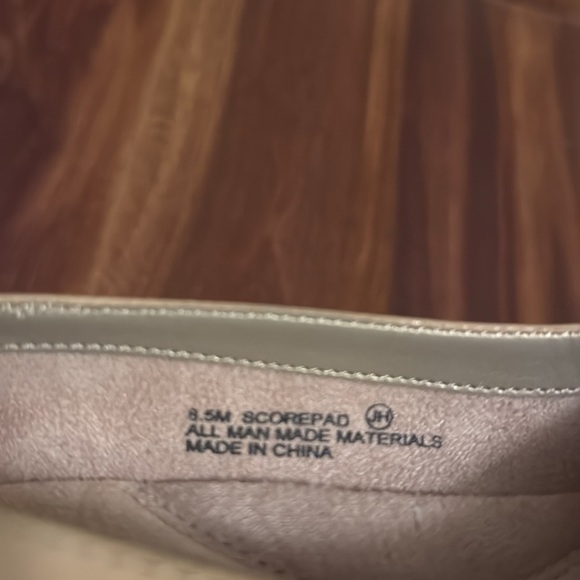 8.5M SCOREPAD JH
ALL MAN MADE MATERIALS
MADE IN CHINA